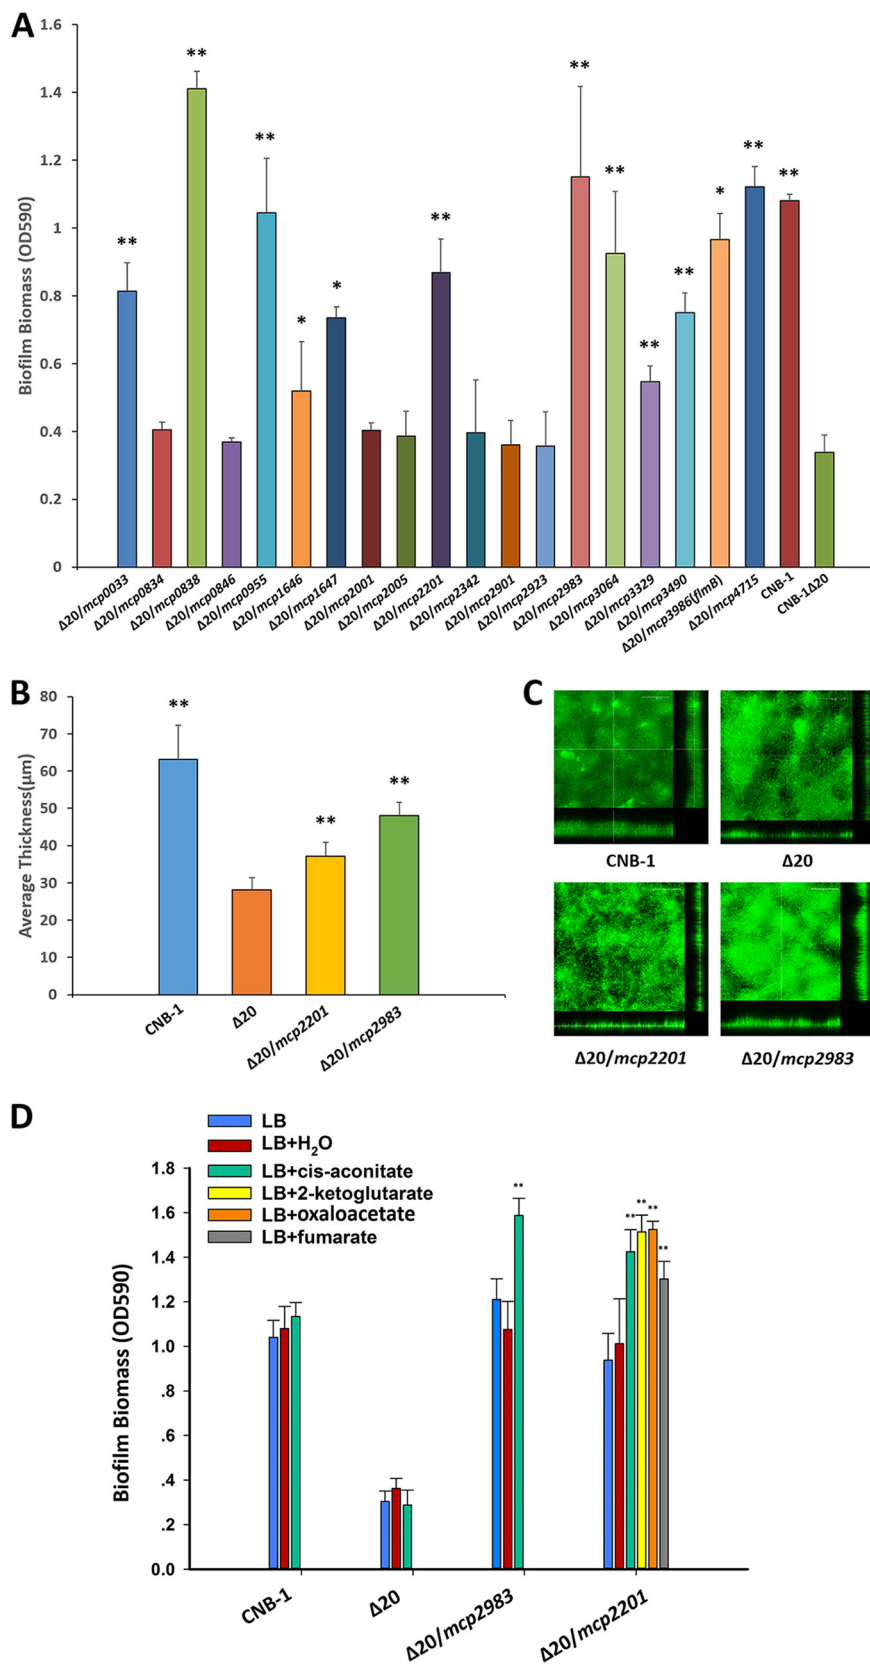 A
1.6
1.4
1.2
1
0.8
0.6
0.4
0.2
0
Biofilm Biomass (OD590)
**
**
**
*
*
**
**
**
**
**
*
**
**
Δ20/mcp0033
Δ20/mcp0834
Δ20/mcp0838
Δ20/mcp0846
Δ20/mcp0955
Δ20/mcp1646
Δ20/mcp1647
Δ20/mcp2001
Δ20/mcp2005
Δ20/mcp2201
Δ20/mcp2342
Δ20/mcp2901
Δ20/mcp2923
Δ20/mcp2983
Δ20/mcp3064
Δ20/mcp3329
Δ20/mcp3490
Δ20/mcp3986(flmB)
Δ20/mcp4715
CNB-1
CNB-1Δ20
B
80
70
60
50
40
30
20
10
0
Average Thickness(μm)
**
**
**
CNB-1
Δ20
Δ20/mcp2201
Δ20/mcp2983
C
CNB-1
Δ20
Δ20/mcp2201
Δ20/mcp2983
D
LB
LB+H₂O
LB+cis-aconitate
LB+2-ketoglutarate
LB+oxaloacetate
LB+fumarate
1.8
1.6
1.4
1.2
1.0
.8
.6
.4
.2
0.0
Biofilm Biomass (OD590)
**
**
**
**
**
CNB-1
Δ20
Δ20/mcp2983
Δ20/mcp2201